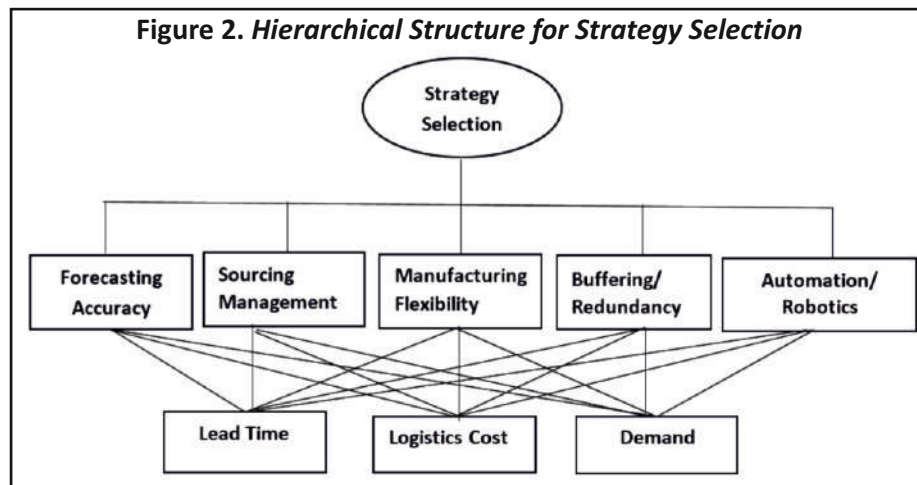 Figure 2. Hierarchical Structure for Strategy Selection
Strategy
Selection
Forecasting
Accuracy
Sourcing
Management
Manufacturing
Flexibility
Buffering/
Redundancy
Automation/
Robotics
Lead Time
Logistics Cost
Demand